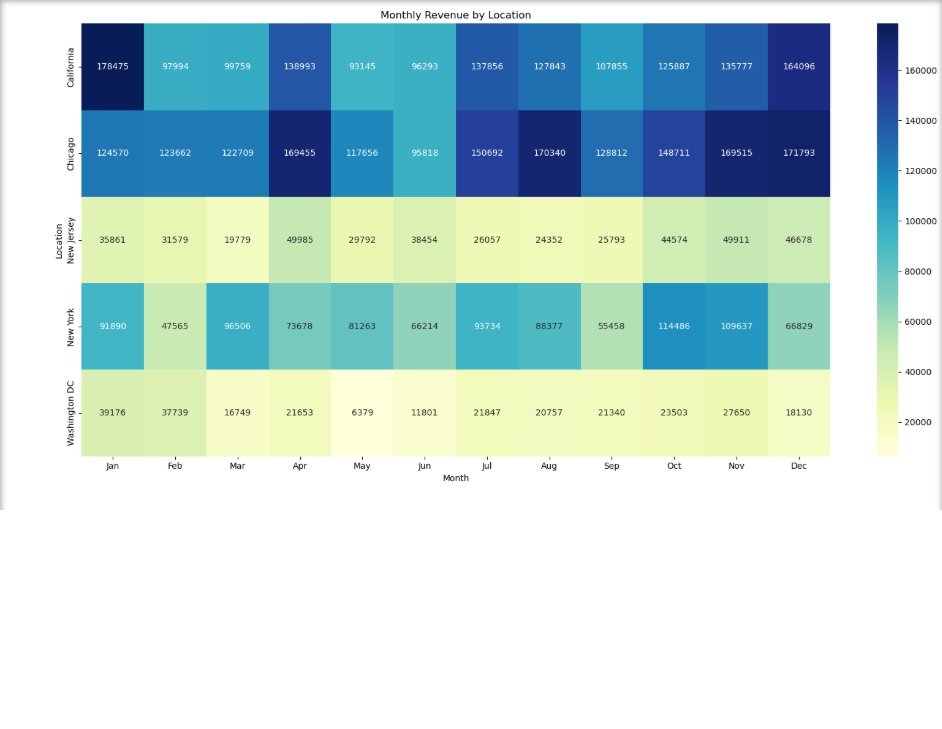 Monthly Revenue by Location
California 178475 97994 99759 138993 93145 96293 137856 127843 107855 125887 135777 164096
Chicago 124570 123662 122709 169455 117656 95818 150692 170340 128812 148711 169515 171793
Location
New Jersey 35861 31579 19779 49985 29792 38454 26057 24352 25793 44574 49911 46678
New York 91890 47565 96506 73678 81263 66214 93734 88377 55458 114486 109637 66829
Washington DC 39176 37739 16749 21653 6379 11801 21847 20757 21340 23503 27650 18130
Jan Feb Mar Apr May Jun Jul Aug Sep Oct Nov Dec
Month
160000
140000
120000
100000
80000
60000
40000
20000